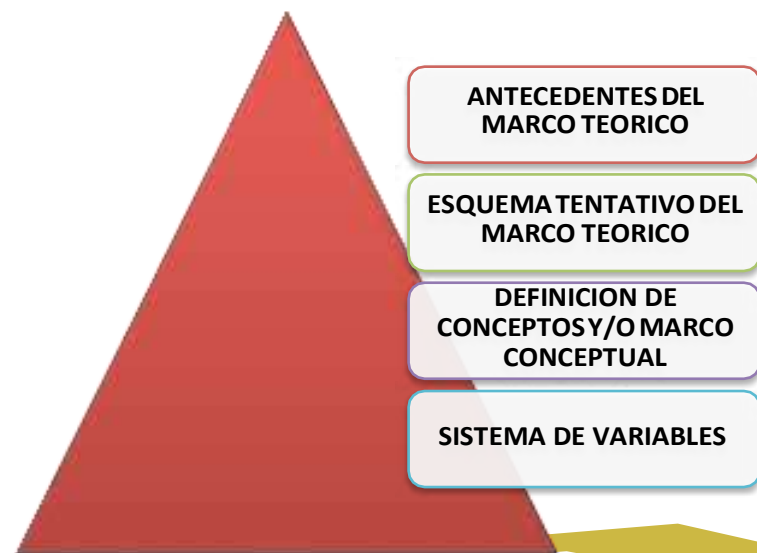 ANTECEDENTES DEL
MARCO TEORICO
ESQUEMA TENTATIVO DEL
MARCO TEORICO
DEFINICION DE
CONCEPTOS Y/O MARCO
CONCEPTUAL
SISTEMA DE VARIABLES